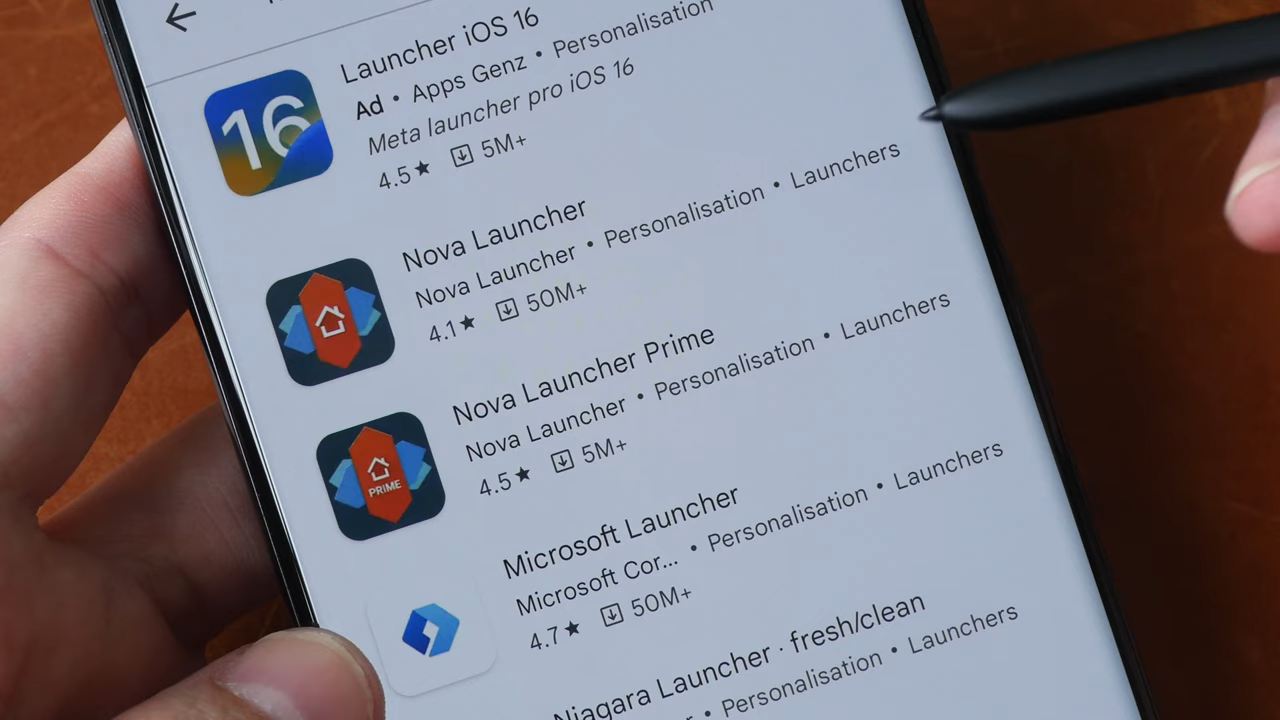 Launcher iOS 16
Ad • Apps Genz • Personalisation
Meta launcher pro iOS 16
4.5★ 5M+
16
Nova Launcher
Nova Launcher • Personalisation • Launchers
4.1★ 50M+
Nova Launcher Prime
Nova Launcher • Personalisation • Launchers
4.5★ 5M+
PRIME
Microsoft Launcher
Microsoft Cor... • Personalisation • Launchers
4.7★ 50M+
Niagara Launcher · fresh/clean
• Personalisation • Launchers